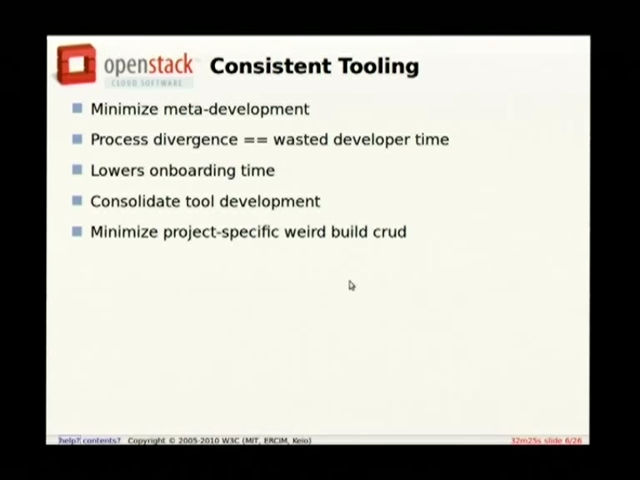 openstack
CLOUD SOFTWARE
Consistent Tooling
Minimize meta-development
Process divergence == wasted developer time
Lowers onboarding time
Consolidate tool development
Minimize project-specific weird build crud
help? contents? Copyright © 2005-2010 W3C (MIT, ERCIM, Keio)
32m25s slide 6/26